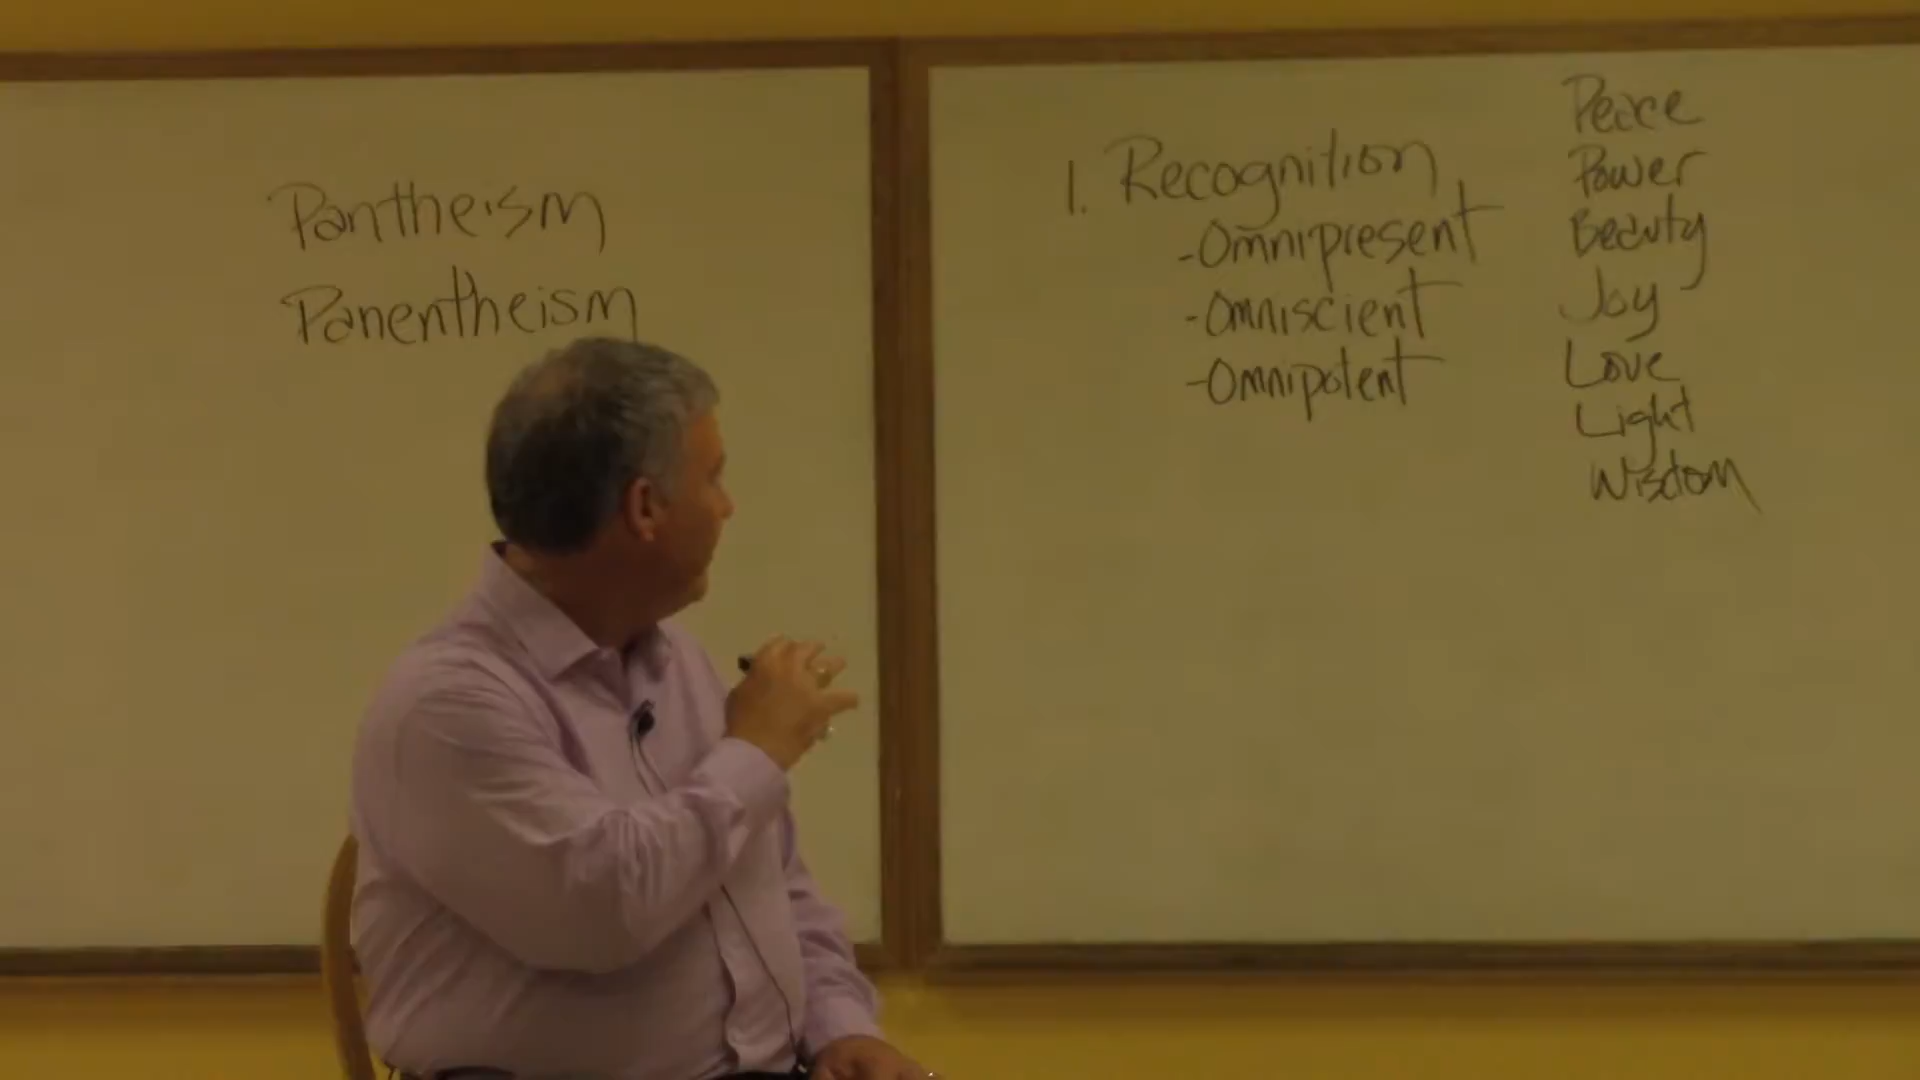 Pantheism
Panentheism
1. Recognition
-Omnipresent
-Omniscient
-Omnipotent
Peace
Power
Beauty
Joy
Love
Light
Wisdom